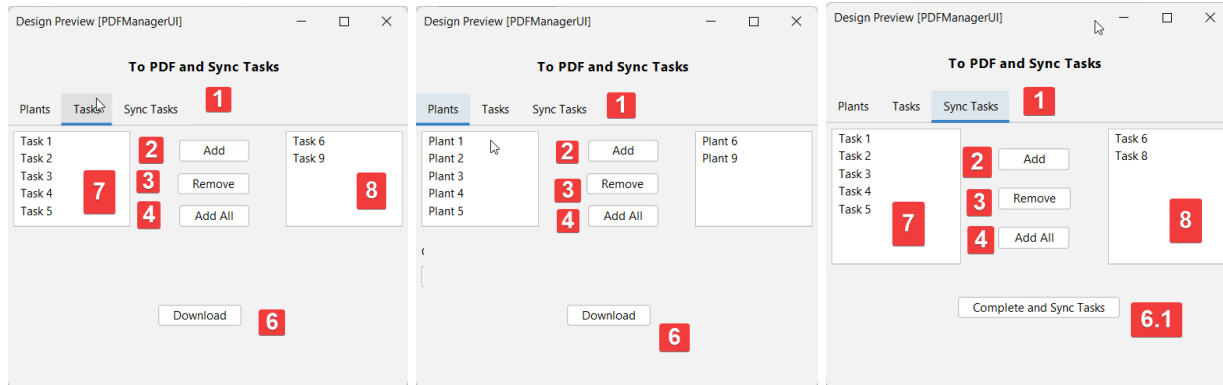 Design Preview [PDFManagerUI]
To PDF and Sync Tasks
Plants Tasks Sync Tasks 1
Task 1
Task 2
Task 3
Task 4
Task 5
7
2 Add
3 Remove
4 Add All
Task 6
Task 9
8
Download 6
Design Preview [PDFManagerUI]
To PDF and Sync Tasks
Plants Tasks Sync Tasks 1
Plant 1
Plant 2
Plant 3
Plant 4
Plant 5
2 Add
3 Remove
4 Add All
Plant 6
Plant 9
Download 6
Design Preview [PDFManagerUI]
To PDF and Sync Tasks
Plants Tasks Sync Tasks 1
Task 1
Task 2
Task 3
Task 4
Task 5
7
2 Add
3 Remove
4 Add All
Task 6
Task 8
8
Complete and Sync Tasks 6.1